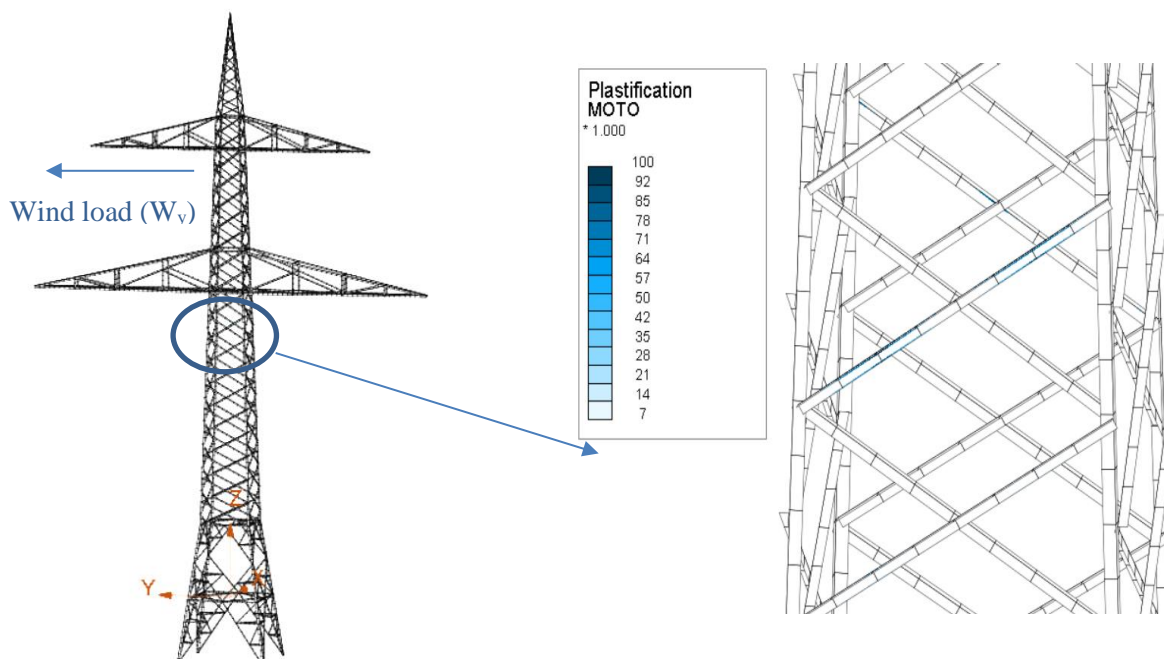 Wind load (Wᵧ)
Z
X
Y
Plastification
MOTO
* 1.000
100
92
85
78
71
64
57
50
42
35
28
21
14
7